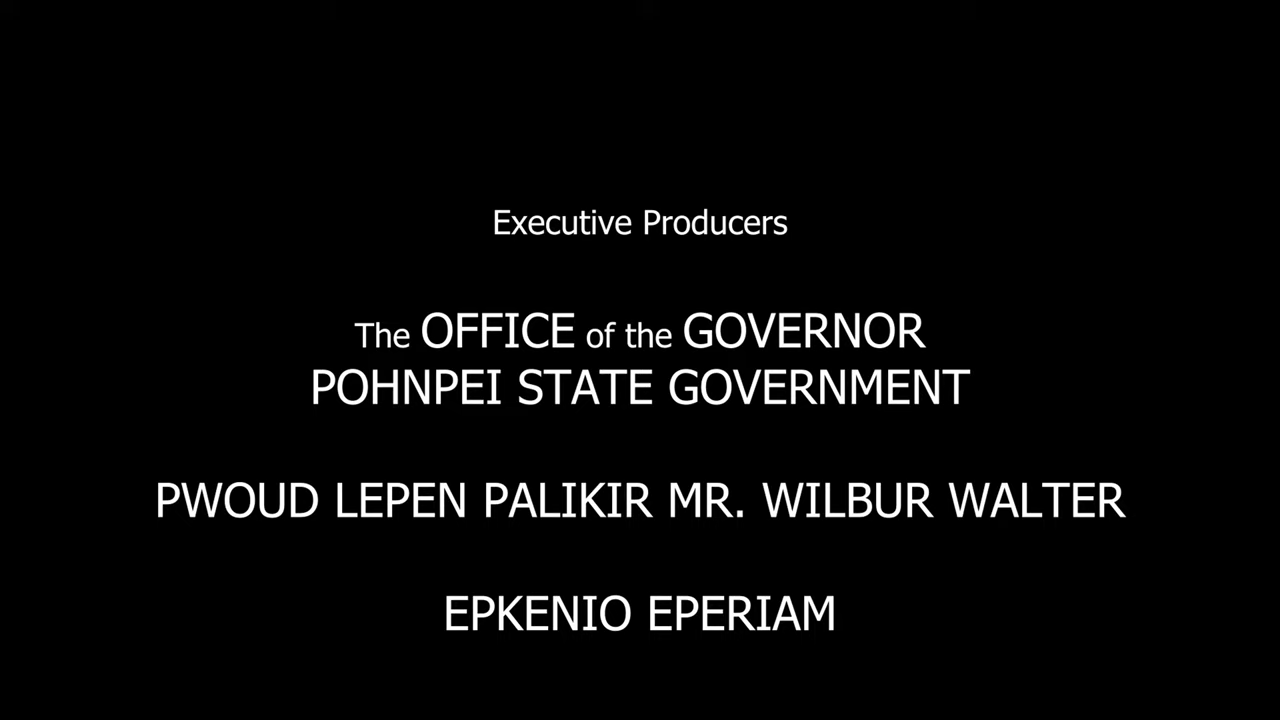 Executive Producers
The OFFICE of the GOVERNOR
POHNPEI STATE GOVERNMENT
PWOUD LEPEN PALIKIR MR. WILBUR WALTER
EPKENIO EPERIAM